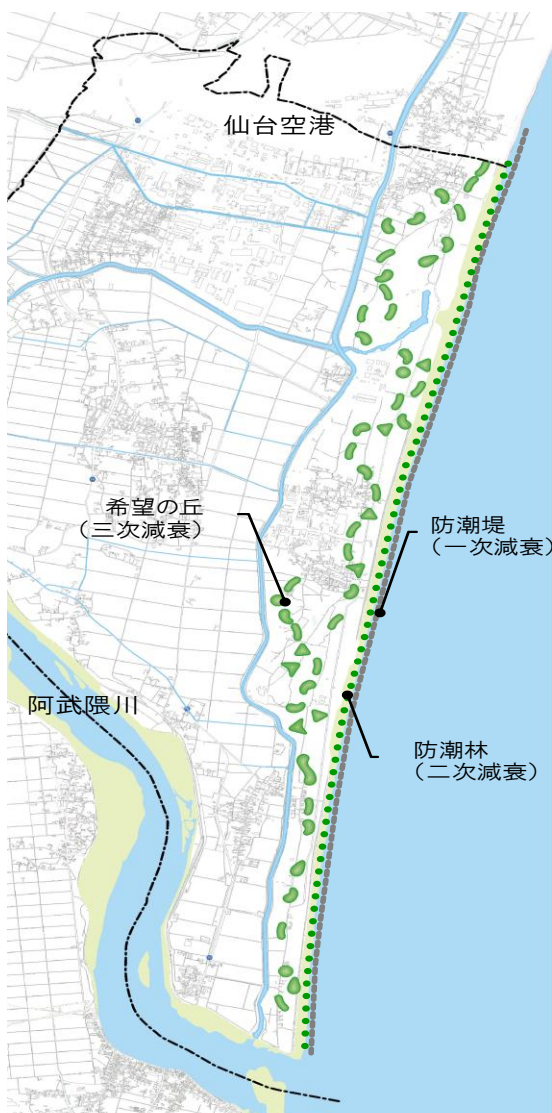 仙台空港
希望の丘
（三次減衰）
防潮堤
（一次減衰）
阿武隈川
防潮林
（二次減衰）